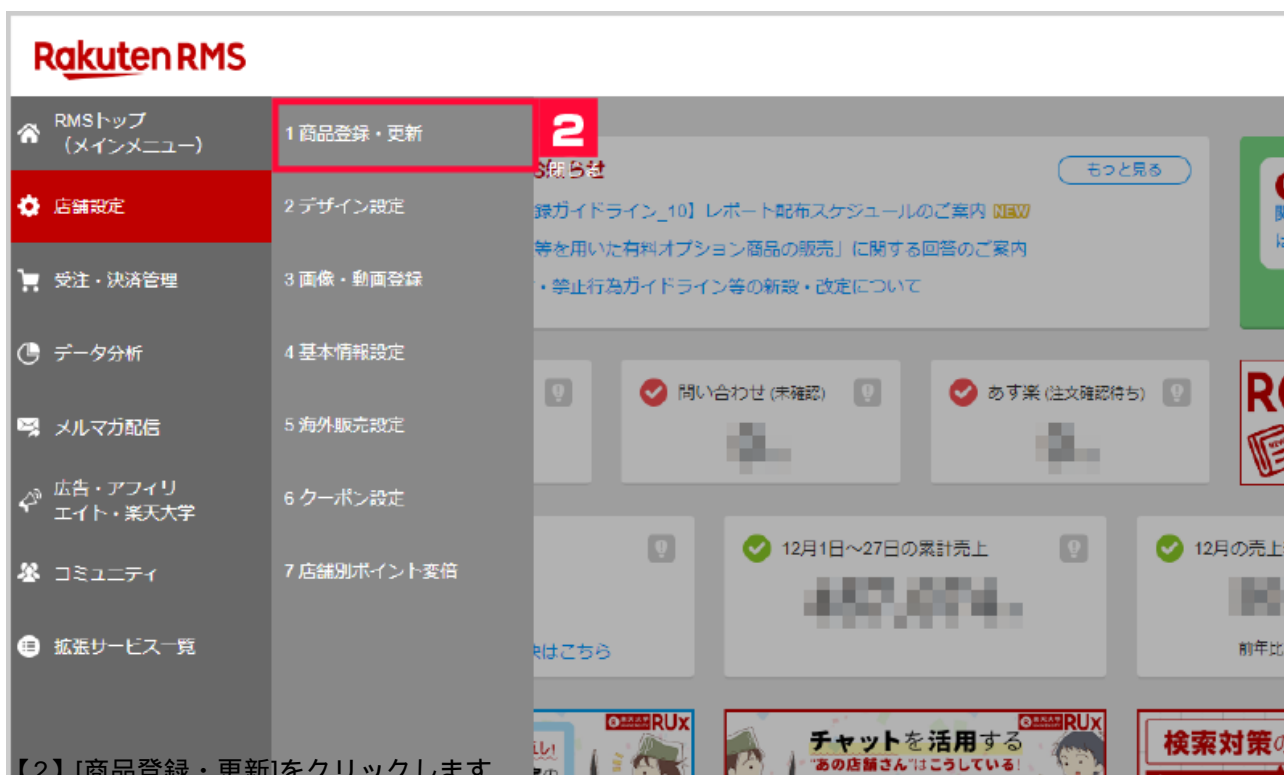 Rakuten RMS
RMSトップ
（メインメニュー）
店舗設定
受注・決済管理
データ分析
メルマガ配信
広告・アフィリ
エイト・楽天大学
コミュニティ
拡張サービス一覧
1 商品登録・更新
2
2 デザイン設定
3 画像・動画登録
4 基本情報設定
5 海外販売設定
6 クーポン設定
7 店舗別ポイント変倍
らせ
もっと見る
録ガイドライン_10】レポート配布スケジュールのご案内 NEW
等を用いた有料オプション商品の販売」に関する回答のご案内
・禁止行為ガイドライン等の新設・改定について
問い合わせ (未確認)
あす楽 (注文確認待ち)
12月1日～27日の累計売上
12月の売上
前年比
はこちら
RUx
チャットを活用する
"あの店舗さん"はこうしている!
RUx
検索対策の
【2】[商品登録・更新]をクリックします